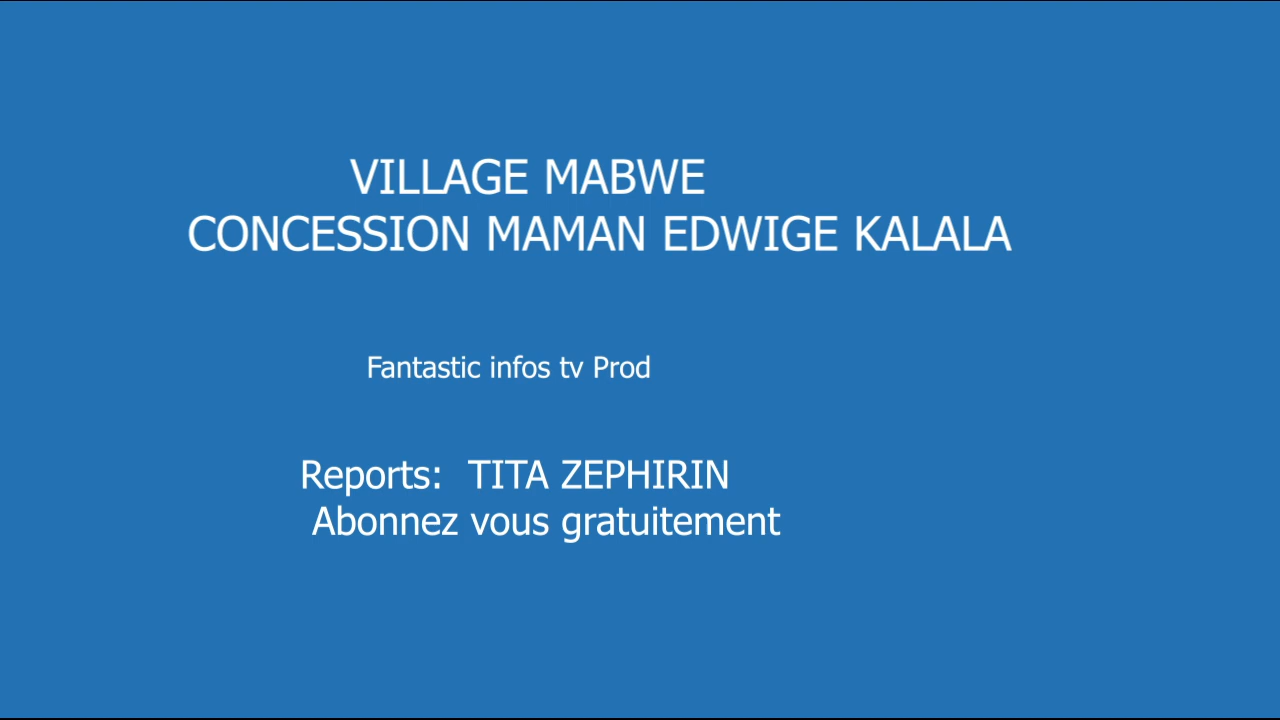 VILLAGE MABWE
CONCESSION MAMAN EDWIGE KALALA
Fantastic infos tv Prod
Reports: TITA ZEPHIRIN
Abonnez vous gratuitement